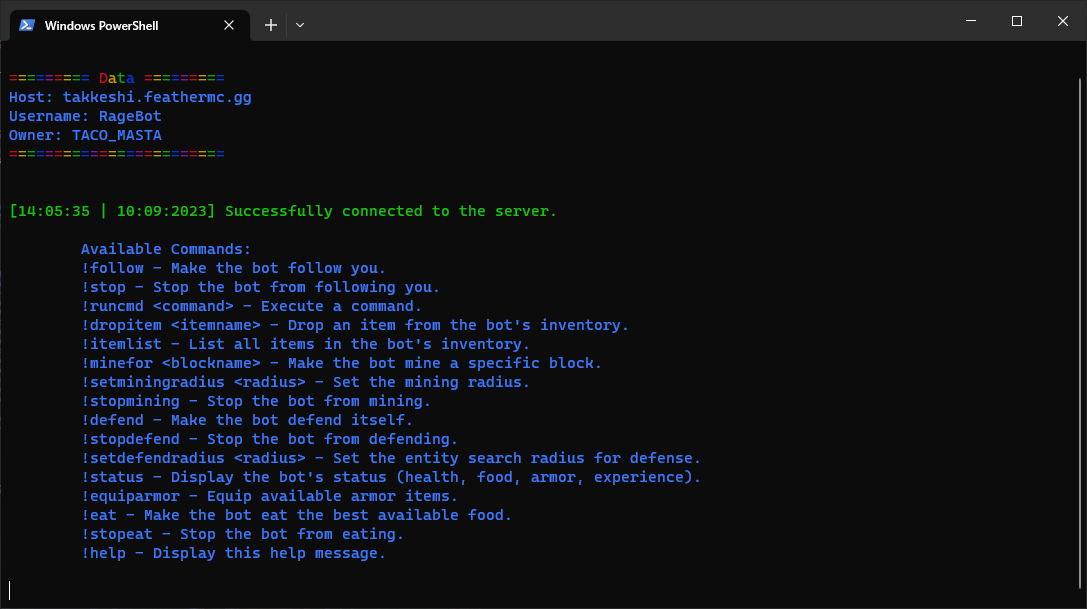 Windows PowerShell
========= Data =========
Host: takkeshi.feathermc.gg
Username: RageBot
Owner: TACO_MASTA
========================
[14:05:35 | 10:09:2023] Successfully connected to the server.
Available Commands:
!follow - Make the bot follow you.
!stop - Stop the bot from following you.
!runcmd <command> - Execute a command.
!dropitem <itemname> - Drop an item from the bot's inventory.
!itemlist - List all items in the bot's inventory.
!minefor <blockname> - Make the bot mine a specific block.
!setminingradius <radius> - Set the mining radius.
!stopmining - Stop the bot from mining.
!defend - Make the bot defend itself.
!stopdefend - Stop the bot from defending.
!setdefendradius <radius> - Set the entity search radius for defense.
!status - Display the bot's status (health, food, armor, experience).
!equiparmor - Equip available armor items.
!eat - Make the bot eat the best available food.
!stopeat - Stop the bot from eating.
!help - Display this help message.